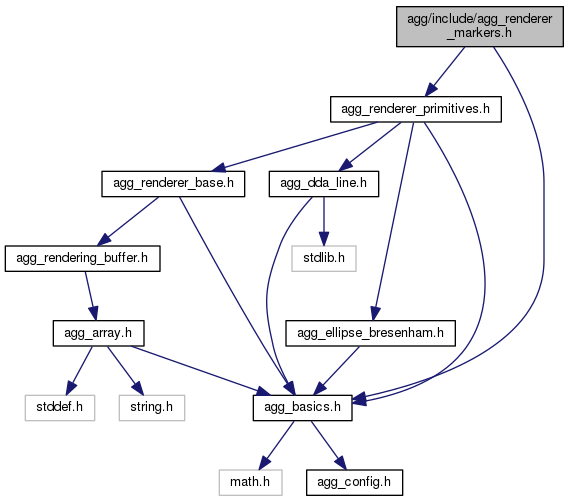 agg/include/agg_renderer
_markers.h
agg_renderer_primitives.h
agg_renderer_base.h
agg_dda_line.h
agg_rendering_buffer.h
stdlib.h
agg_array.h
agg_ellipse_bresenham.h
stddef.h
string.h
agg_basics.h
math.h
agg_config.h